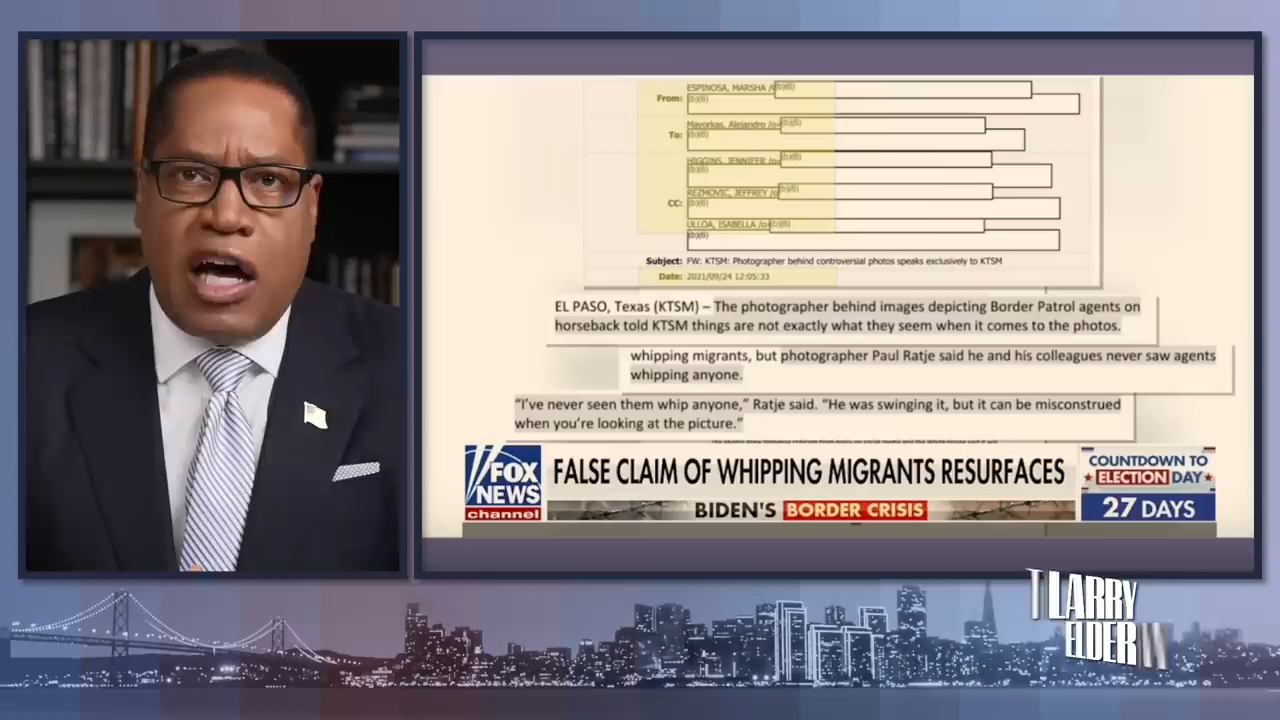 ESPINOSA, MARSHA /o (b)(6)
From: (b)(6)
Mayorkas, Alejandro /o= (b)(6)
To: (b)(6)
HIGGINS, JENNIFER /o= (b)(6)
(b)(6)
REZMOVIC, JEFFREY /o (b)(6)
CC: (b)(6)
ULLOA, ISABELLA /o= (b)(6)
(b)(6)
Subject: FW: KTSM: Photographer behind controversial photos speaks exclusively to KTSM
Date: 2021/09/24 12:05:33
EL PASO, Texas (KTSM) – The photographer behind images depicting Border Patrol agents on
horseback told KTSM things are not exactly what they seem when it comes to the photos.
whipping migrants, but photographer Paul Ratje said he and his colleagues never saw agents
whipping anyone.
“I’ve never seen them whip anyone,” Ratje said. “He was swinging it, but it can be misconstrued
when you’re looking at the picture.”
FOX
NEWS
channel
FALSE CLAIM OF WHIPPING MIGRANTS RESURFACES
BIDEN'S BORDER CRISIS
COUNTDOWN TO
ELECTION DAY
27 DAYS
LARRY
ELDER